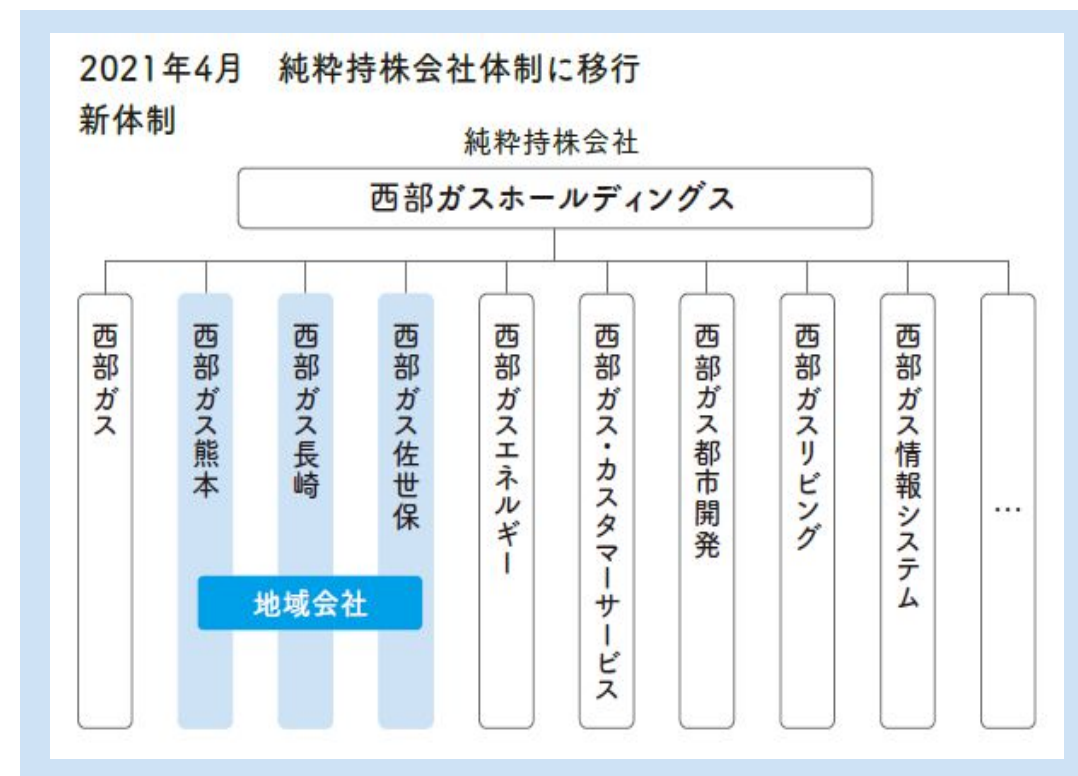 2021年4月　純粋持株会社体制に移行
新体制
純粋持株会社
西部ガスホールディングス
西部ガス
西部ガス熊本
西部ガス長崎
西部ガス佐世保
西部ガスエネルギー
西部ガス・カスタマーサービス
西部ガス都市開発
西部ガスリビング
西部ガス情報システム
…
地域会社